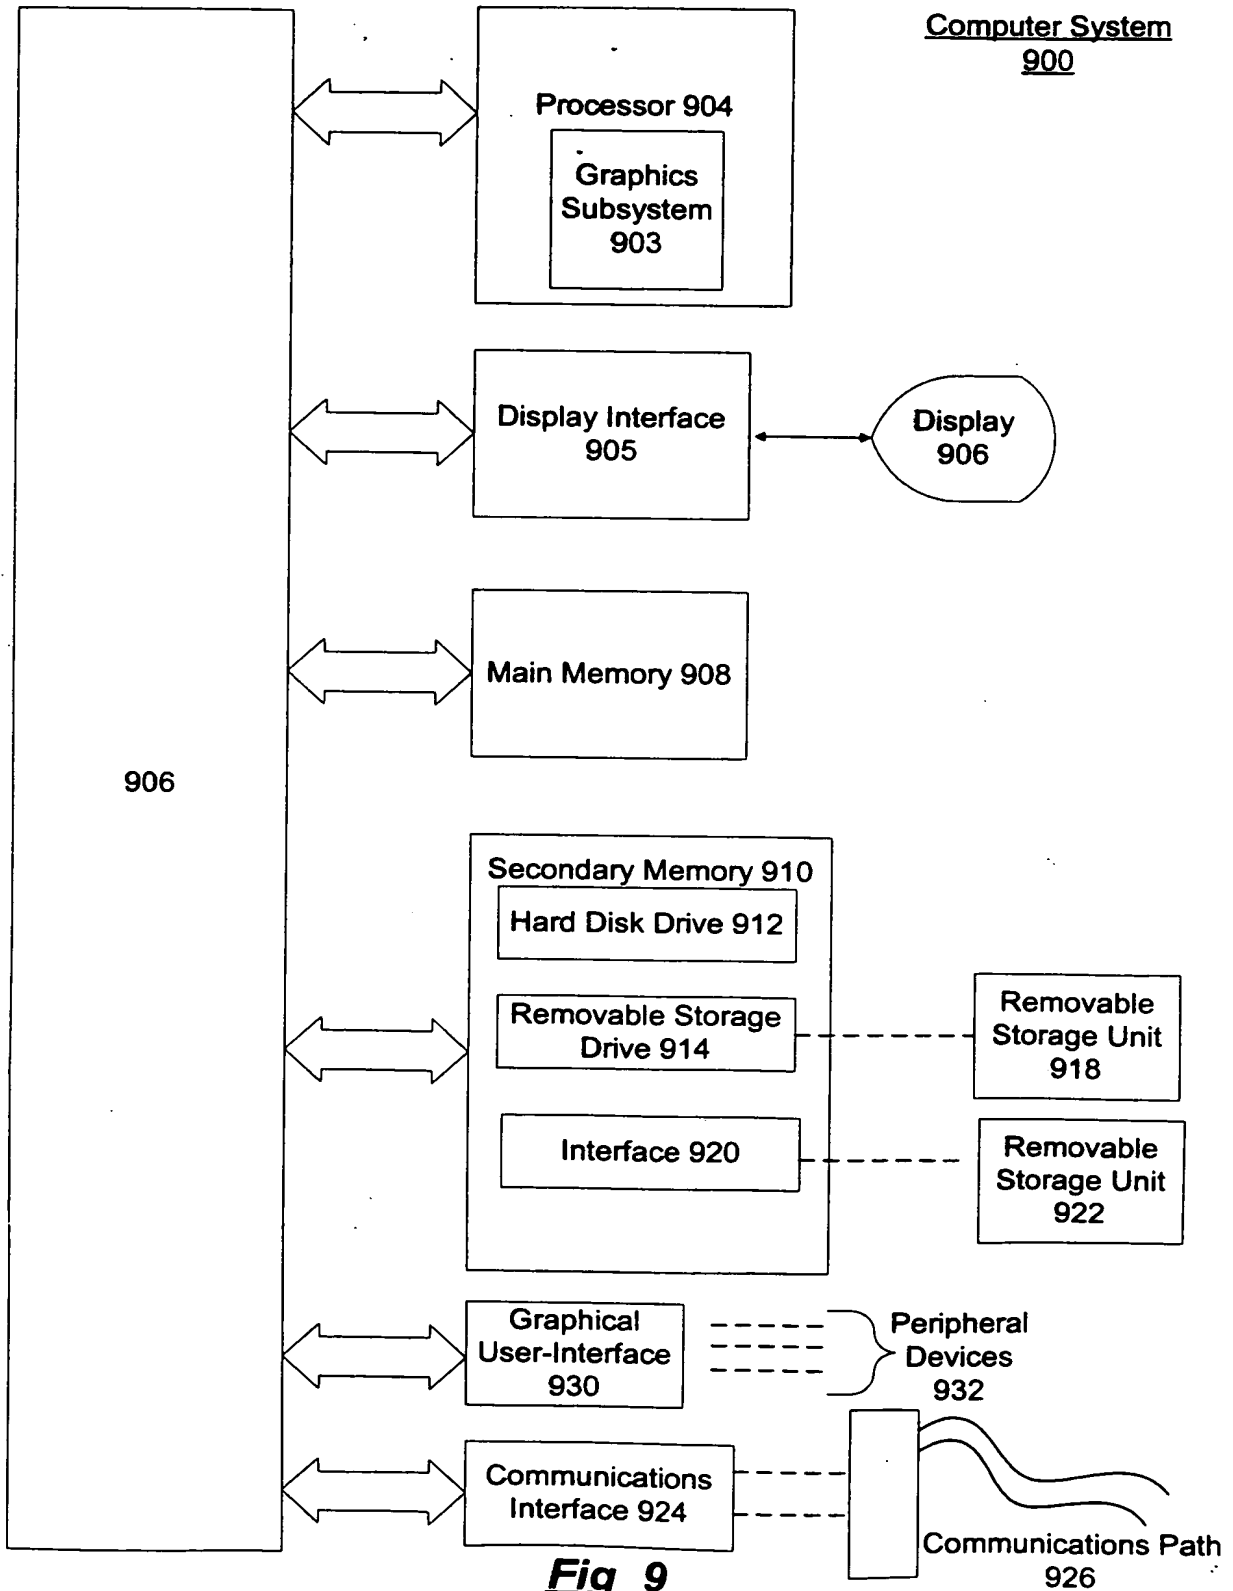 Computer System
900
Processor 904
Graphics
Subsystem
903
Display Interface
905
Display
906
Main Memory 908
906
Secondary Memory 910
Hard Disk Drive 912
Removable Storage
Drive 914
Removable
Storage Unit
918
Interface 920
Removable
Storage Unit
922
Graphical
User-Interface
930
Peripheral
Devices
932
Communications
Interface 924
Communications Path
926
Fig 9